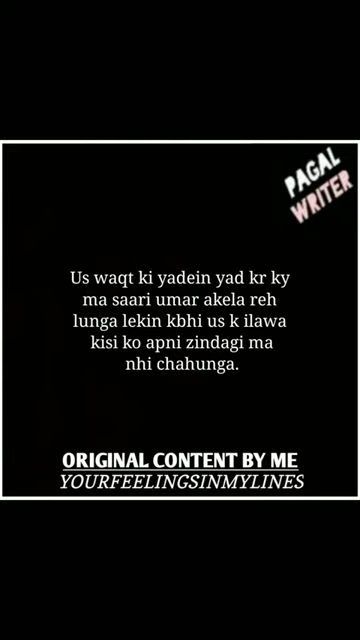 PAGAL
WRITER
Us waqt ki yadein yad kr ky
ma saari umar akela reh
lunga lekin kbhi us k ilawa
kisi ko apni zindagi ma
nhi chahunga.
ORIGINAL CONTENT BY ME
YOURFEELINGSINMYLINES